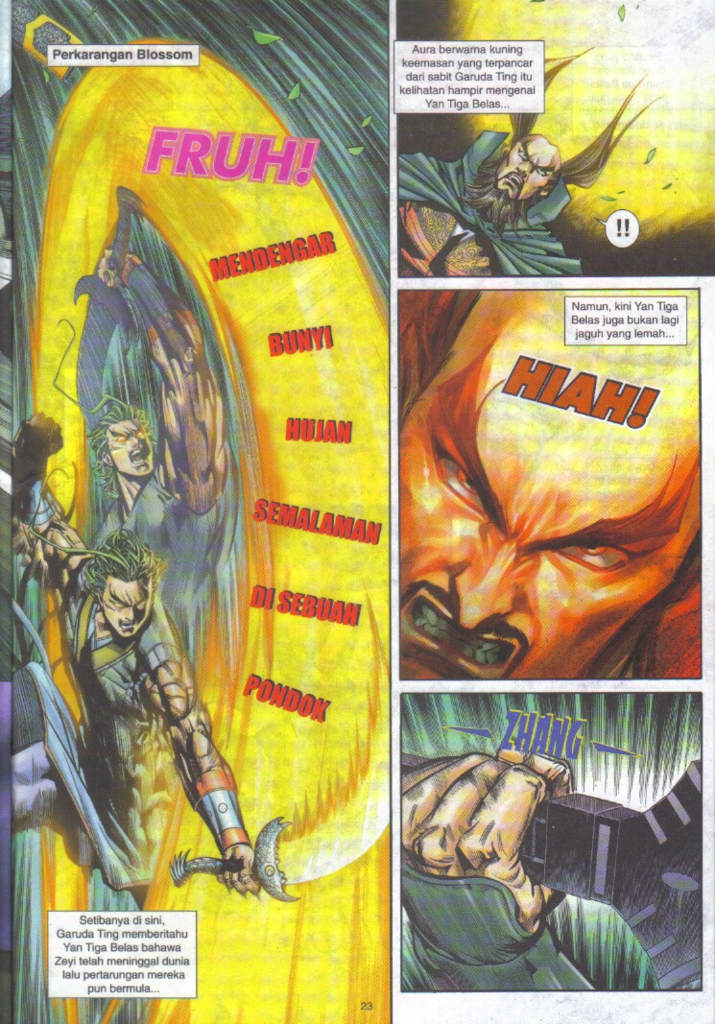 Perkarangan Blossom
FRUH!
MENDENGAR
BUNYI
HUJAN
SEMALAMAN
DI SEBUAH
PONDOK
Setibanya di sini,
Garuda Ting memberitahu
Yan Tiga Belas bahawa
Zeyi telah meninggal dunia
lalu pertarungan mereka
pun bermula...
23
Aura berwarna kuning
keemasan yang terpancar
dari sabit Garuda Ting itu
kelihatan hampir mengenai
Yan Tiga Belas...
!!
Namun, kini Yan Tiga
Belas juga bukan lagi
jaguh yang lemah...
HIAH!
ZHANG